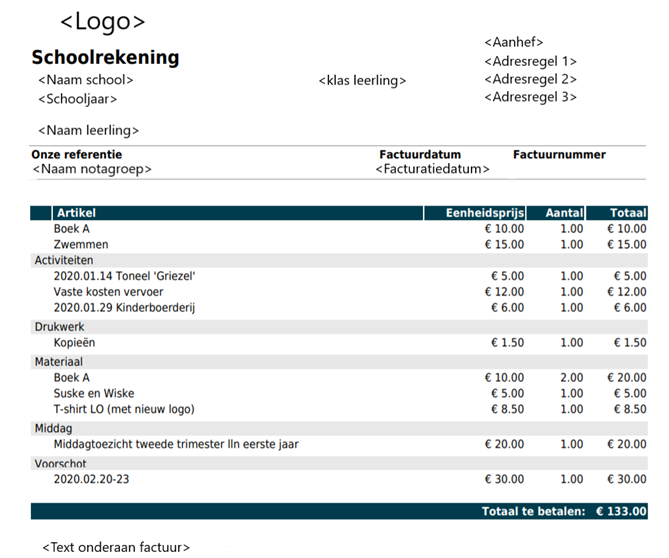 <Logo>
Schoolrekening
<Aanhef>
<Naam school> <klas leerling> <Adresregel 1>
<Schooljaar> <Adresregel 2>
<Adresregel 3>
<Naam leerling>
Onze referentie Factuurdatum Factuurnummer
<Naam notagroep> <Facturatiedatum>
Artikel Eenheidsprijs Aantal Totaal
Boek A € 10.00 1.00 € 10.00
Zwemmen € 15.00 1.00 € 15.00
Activiteiten
2020.01.14 Toneel 'Griezel' € 5.00 1.00 € 5.00
Vaste kosten vervoer € 12.00 1.00 € 12.00
2020.01.29 Kinderboerderij € 6.00 1.00 € 6.00
Drukwerk
Kopieën € 1.50 1.00 € 1.50
Materiaal
Boek A € 10.00 2.00 € 20.00
Suske en Wiske € 5.00 1.00 € 5.00
T-shirt LO (met nieuw logo) € 8.50 1.00 € 8.50
Middag
Middagtoezicht tweede trimester lln eerste jaar € 20.00 1.00 € 20.00
Voorschot
2020.02.20-23 € 30.00 1.00 € 30.00
Totaal te betalen: € 133.00
<Text onderaan factuur>